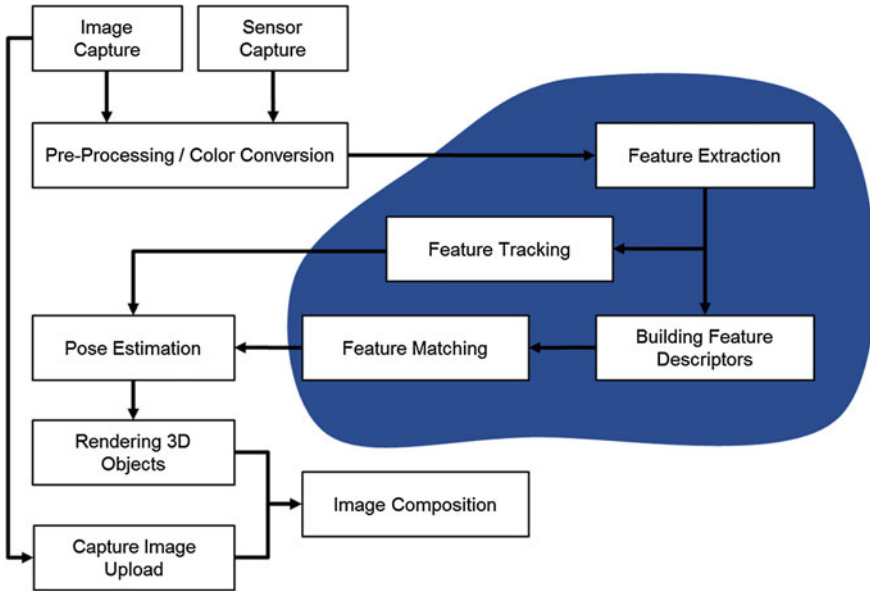 Image
Capture
Sensor
Capture
Pre-Processing / Color Conversion
Feature Extraction
Feature Tracking
Pose Estimation
Feature Matching
Building Feature
Descriptors
Rendering 3D
Objects
Image Composition
Capture Image
Upload